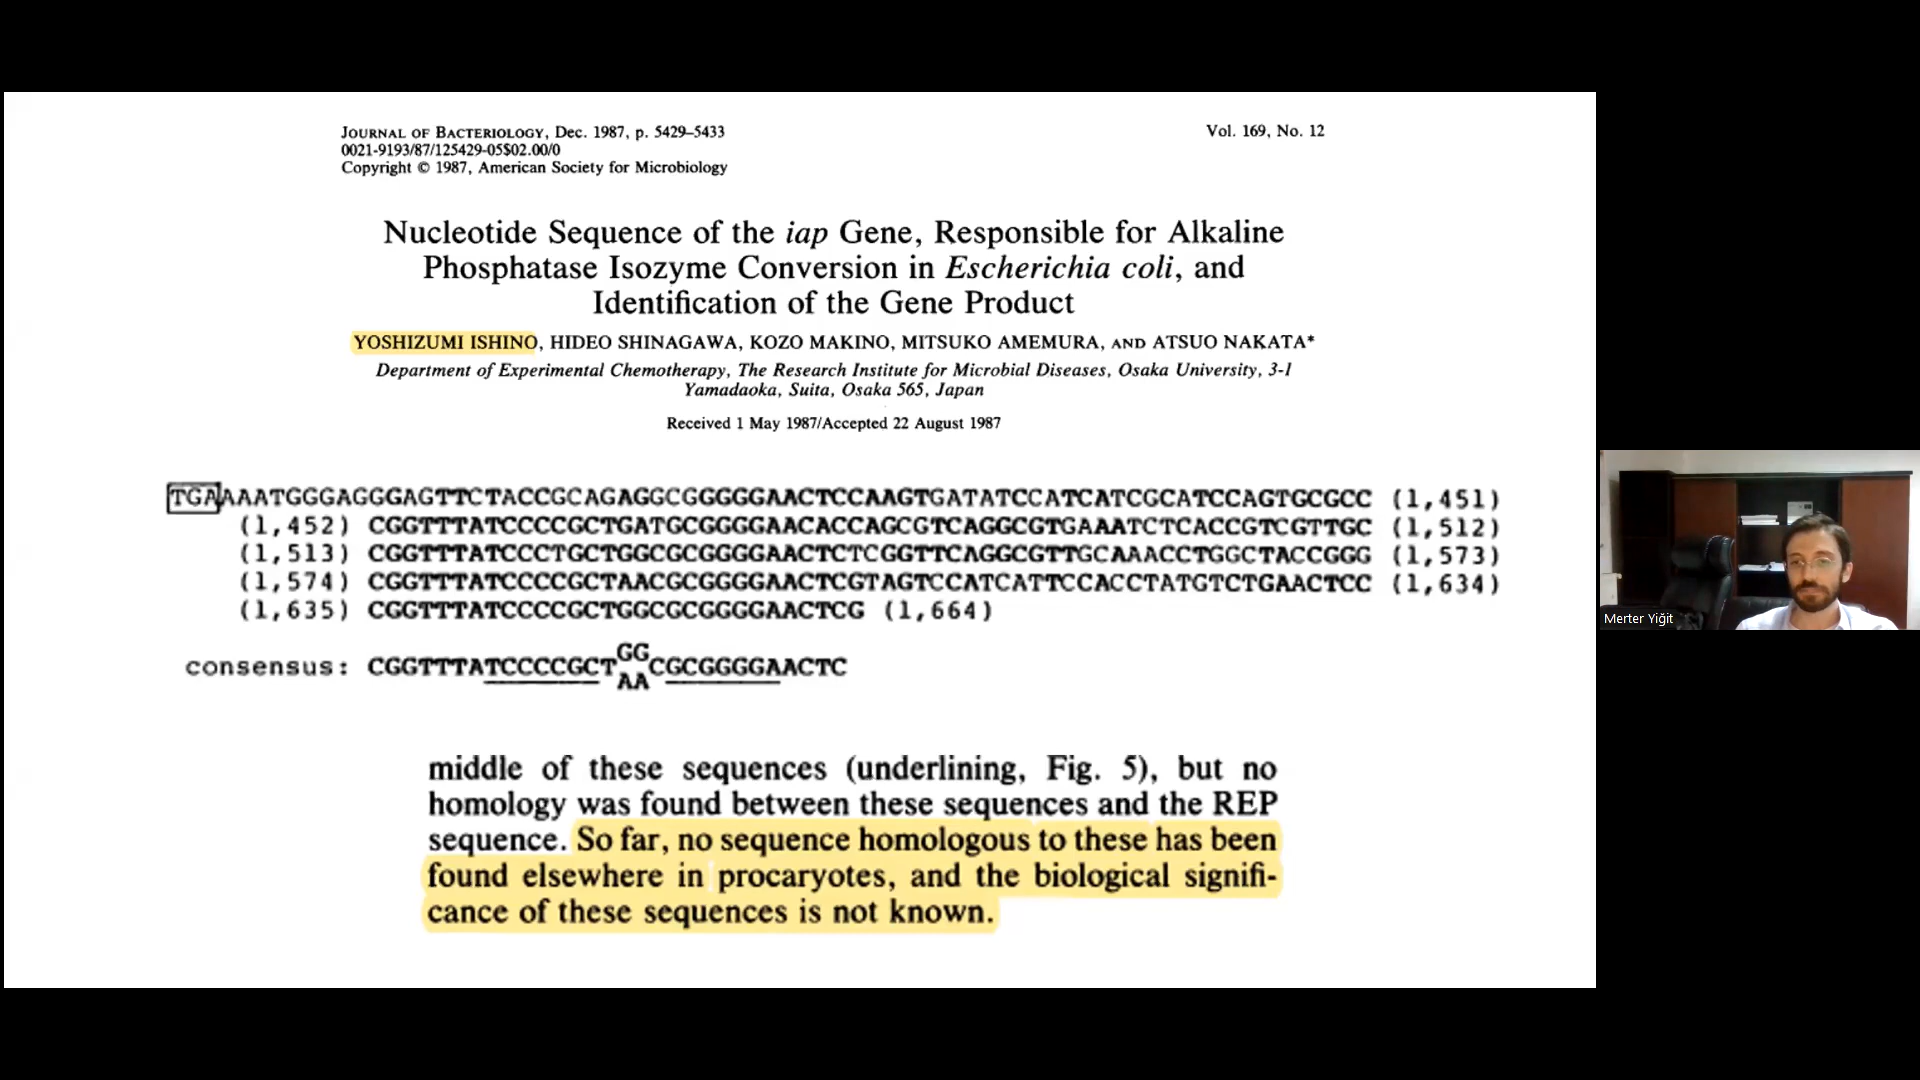 JOURNAL OF BACTERIOLOGY, Dec. 1987, p. 5429–5433
Vol. 169, No. 12
0021-9193/87/125429-05$02.00/0
Copyright © 1987, American Society for Microbiology
Nucleotide Sequence of the iap Gene, Responsible for Alkaline
Phosphatase Isozyme Conversion in Escherichia coli, and
Identification of the Gene Product
YOSHIZUMI ISHINO, HIDEO SHINAGAWA, KOZO MAKINO, MITSUKO AMEMURA, AND ATSUO NAKATA*
Department of Experimental Chemotherapy, The Research Institute for Microbial Diseases, Osaka University, 3-1
Yamadaoka, Suita, Osaka 565, Japan
Received 1 May 1987/Accepted 22 August 1987
TGAAAATGGGAGGGAGTTCTACCGCAGAGGCGGGGGAACTCCAAGTGATATCCATCATCGCATCCAGTGCGCC (1,451)
(1,452) CGGTTTATCCCCGCTGATGCGGGGAACACCAGCGTCAGGCGTGAAATCTCACCGTCGTTGC (1,512)
(1,513) CGGTTTATCCCTGCTGGCGCGGGGAACTCTCGGTTCAGGCGTTGCAAACCTGGCTACCGGG (1,573)
(1,574) CGGTTTATCCCCGCTAACGCGGGGAACTCGTAGTCCATCATTCCACCTATGTCTGAACTCC (1,634)
(1,635) CGGTTTATCCCCGCTGGCGCGGGGAACTCG (1,664)
GG
consensus: CGGTTTATCCCCGCT CGCGGGGAACTC
AA
middle of these sequences (underlining, Fig. 5), but no
homology was found between these sequences and the REP
sequence. So far, no sequence homologous to these has been
found elsewhere in procaryotes, and the biological signifi-
cance of these sequences is not known.
Merter Yiğit